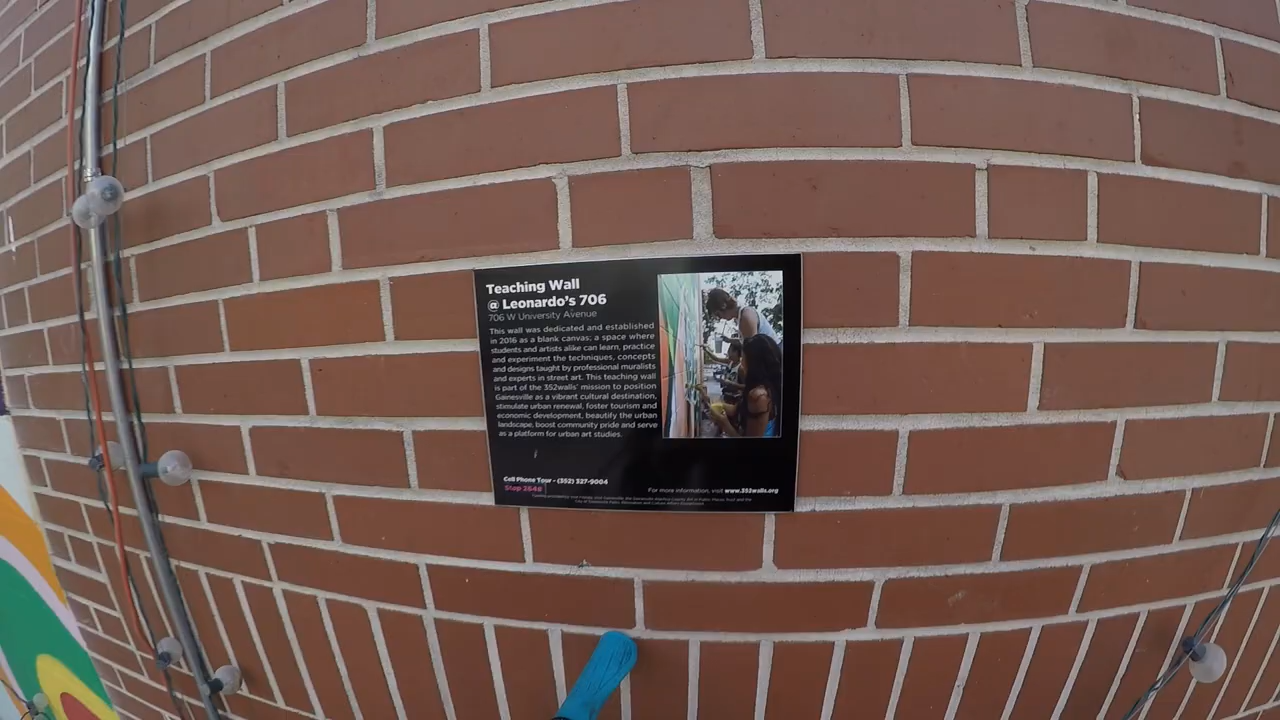 Teaching Wall
@ Leonardo's 706
706 W University Avenue
This wall was dedicated and established
in 2016 as a blank canvas; a space where
students and artists alike can learn, practice
and experiment the techniques, concepts
and designs taught by professional muralists
and experts in street art. This teaching wall
is part of the 352walls' mission to position
Gainesville as a vibrant cultural destination,
stimulate urban renewal, foster tourism and
economic development, beautify the urban
landscape, boost community pride and serve
as a platform for urban art studies.
Cell Phone Tour - (352) 327-9004
Stop 3548
For more information, visit www.352walls.org